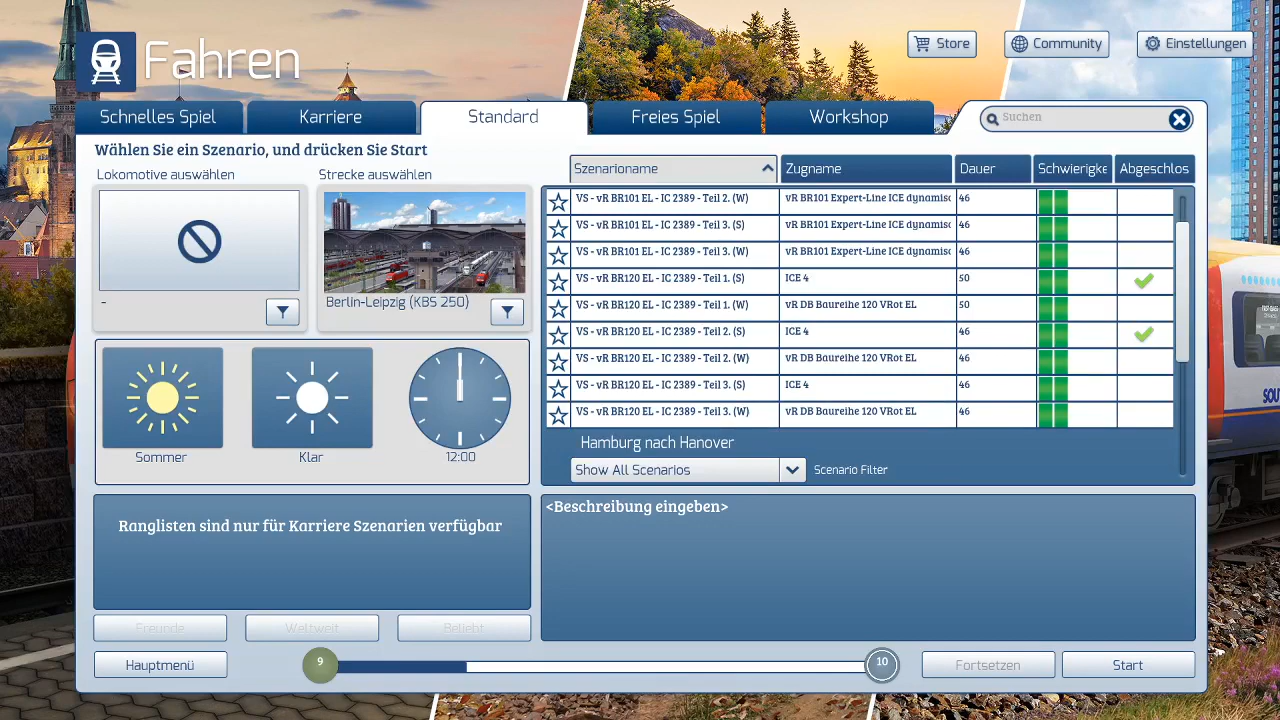 Fahren
Store
Community
Einstellungen
Schnelles Spiel
Karriere
Standard
Freies Spiel
Workshop
Suchen
Wählen Sie ein Szenario, und drücken Sie Start
Lokomotive auswählen
Strecke auswählen
-
Berlin-Leipzig (KBS 250)
Sommer
Klar
12:00
Szenarioname Zugname Dauer Schwierigke Abgeschlos
VS - vR BR101 EL - IC 2389 - Teil 2. (W) vR BR101 Expert-Line ICE dynamisc 46
VS - vR BR101 EL - IC 2389 - Teil 3. (S) vR BR101 Expert-Line ICE dynamisc 46
VS - vR BR101 EL - IC 2389 - Teil 3. (W) vR BR101 Expert-Line ICE dynamisc 46
VS - vR BR120 EL - IC 2389 - Teil 1. (S) ICE 4 50
VS - vR BR120 EL - IC 2389 - Teil 1. (W) vR DB Baureihe 120 VRot EL 50
VS - vR BR120 EL - IC 2389 - Teil 2. (S) ICE 4 46
VS - vR BR120 EL - IC 2389 - Teil 2. (W) vR DB Baureihe 120 VRot EL 46
VS - vR BR120 EL - IC 2389 - Teil 3. (S) ICE 4 46
VS - vR BR120 EL - IC 2389 - Teil 3. (W) vR DB Baureihe 120 VRot EL 46
Hamburg nach Hanover
Show All Scenarios
Scenario Filter
Ranglisten sind nur für Karriere Szenarien verfügbar
<Beschreibung eingeben>
Freunde
Weltweit
Beliebt
Hauptmenü
9
10
Fortsetzen
Start
SOU